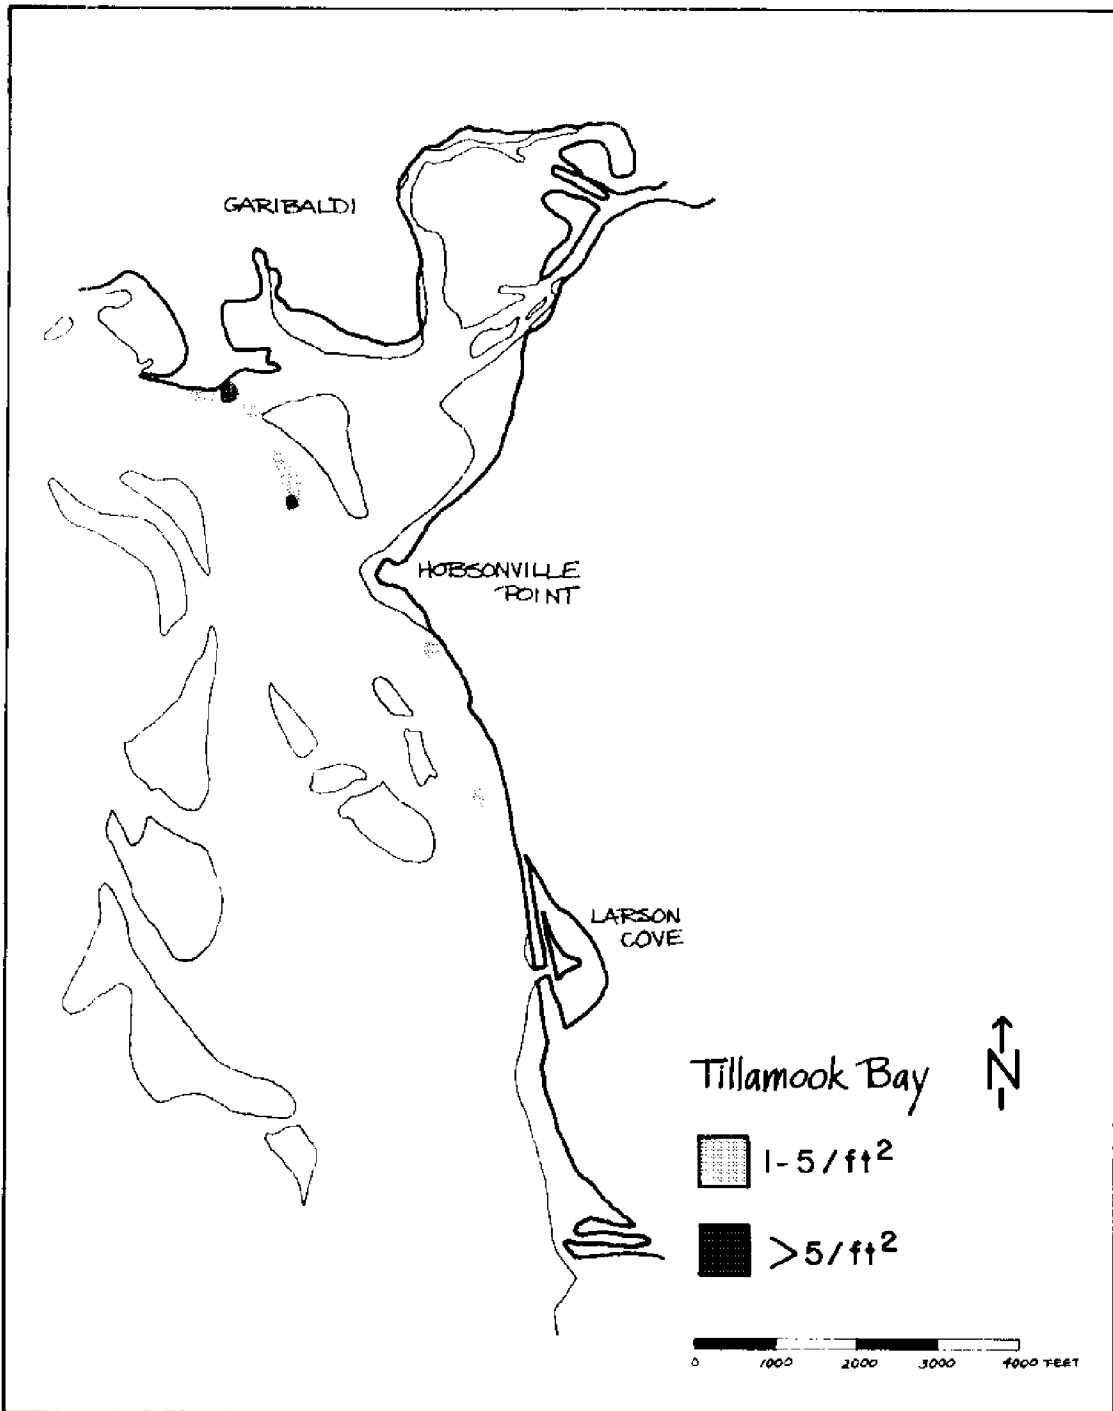 GARIBALDI
HOBSONVILLE
POINT
LARSON
COVE
Tillamook Bay
N
1-5/ft²
>5/ft²
0 1000 2000 3000 4000 FEET